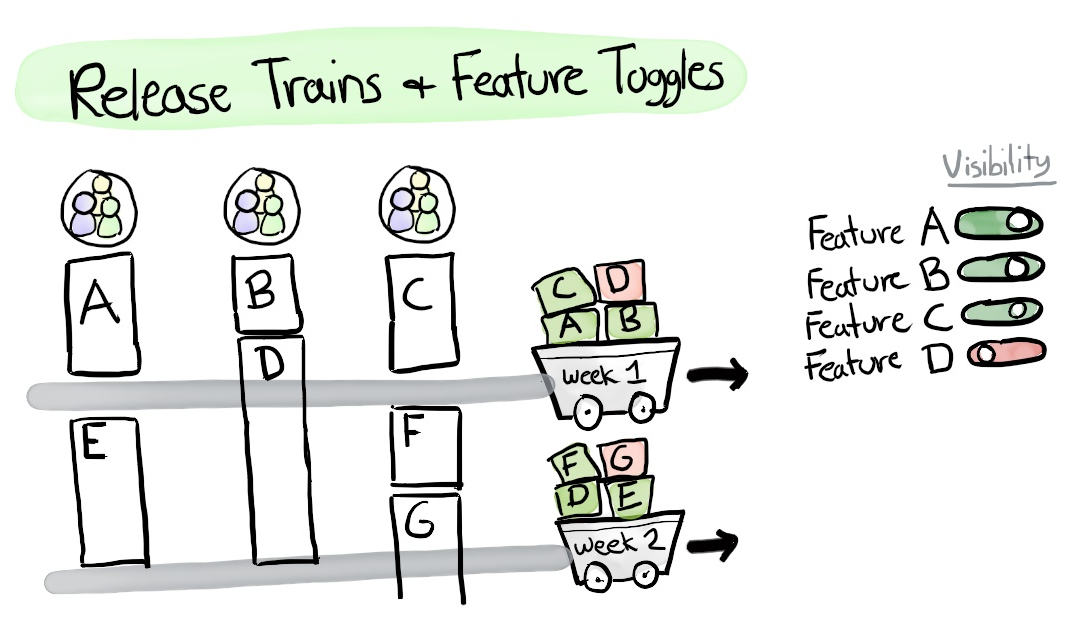 Release Trains + Feature Toggles
Visibility
Feature A
Feature B
Feature C
Feature D
A
B
C
D
E
F
G
C D
A B
week 1
F G
D E
week 2